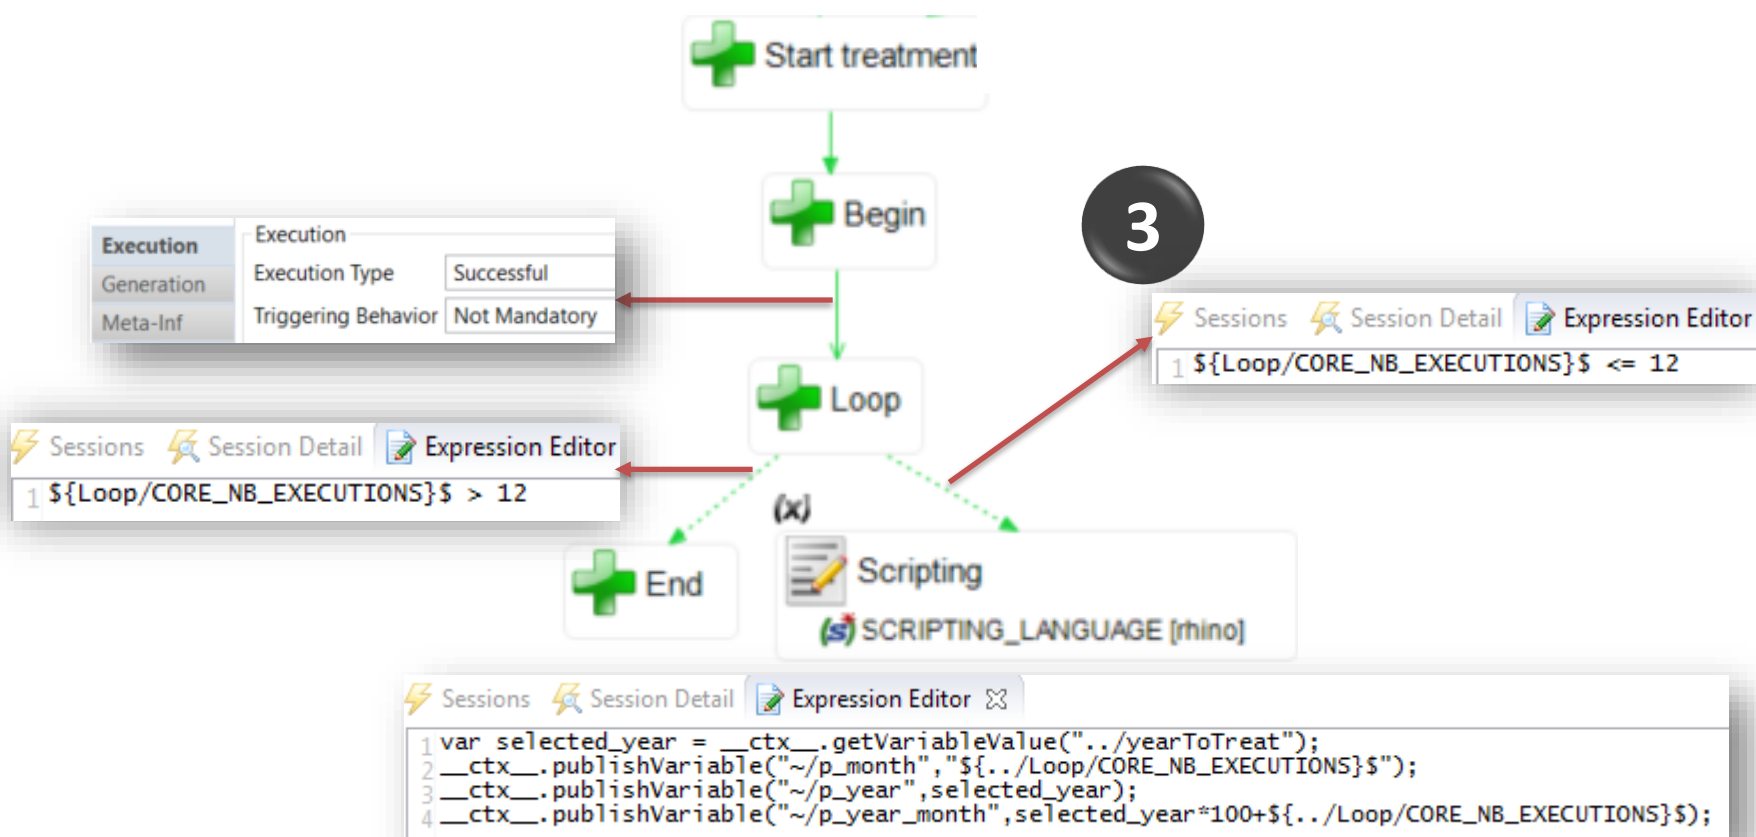 Start treatment
Begin
3
Execution
Generation
Meta-Inf
Execution
Execution Type Successful
Triggering Behavior Not Mandatory
Sessions Session Detail Expression Editor
1 ${Loop/CORE_NB_EXECUTIONS}$ <= 12
Loop
Sessions Session Detail Expression Editor
1 ${Loop/CORE_NB_EXECUTIONS}$ > 12
(x)
End
Scripting
(s) SCRIPTING_LANGUAGE [rhino]
Sessions Session Detail Expression Editor
1 var selected_year = __ctx__.getVariableValue("../yearToTreat");
2 __ctx__.publishVariable("~/p_month","${../Loop/CORE_NB_EXECUTIONS}$");
3 __ctx__.publishVariable("~/p_year",selected_year);
4 __ctx__.publishVariable("~/p_year_month",selected_year*100+${../Loop/CORE_NB_EXECUTIONS}$);